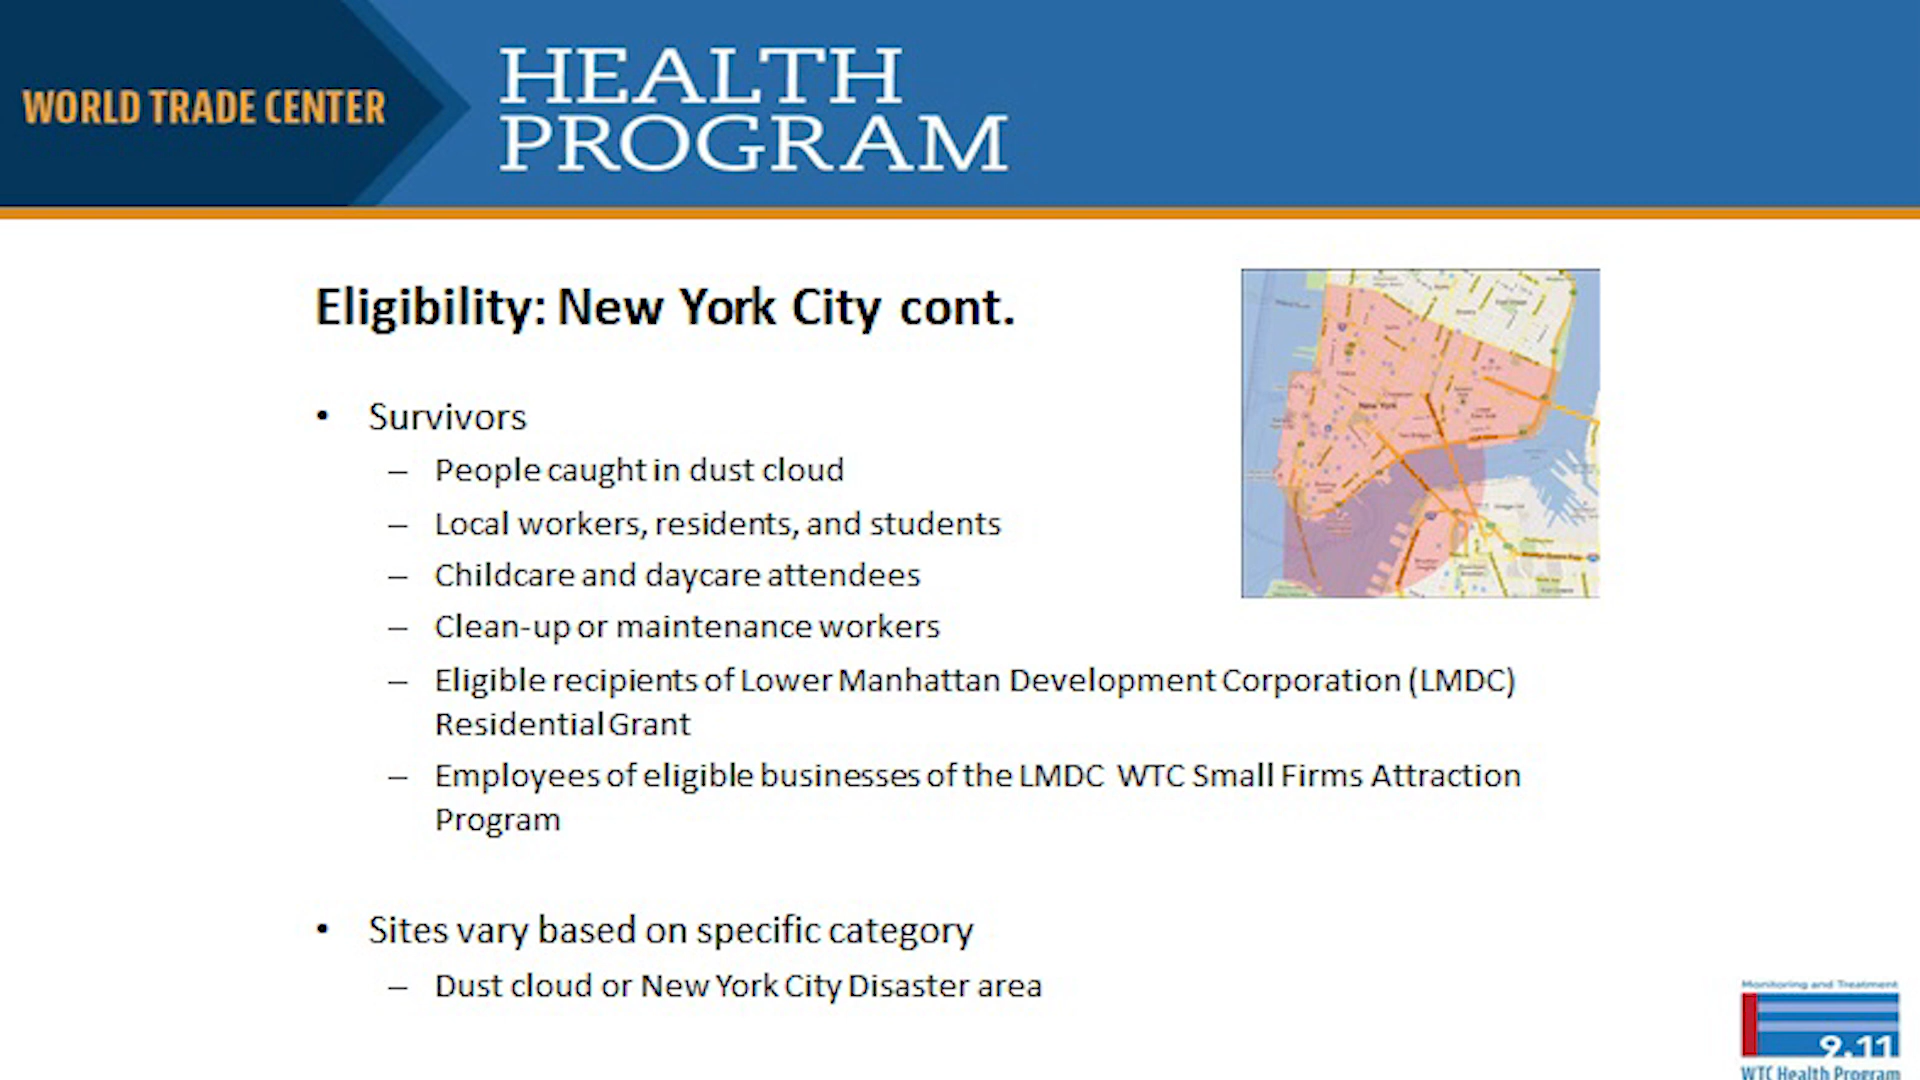 WORLD TRADE CENTER
HEALTH
PROGRAM
Eligibility: New York City cont.
• Survivors
– People caught in dust cloud
– Local workers, residents, and students
– Childcare and daycare attendees
– Clean-up or maintenance workers
– Eligible recipients of Lower Manhattan Development Corporation (LMDC)
Residential Grant
– Employees of eligible businesses of the LMDC WTC Small Firms Attraction
Program
• Sites vary based on specific category
– Dust cloud or New York City Disaster area
New York
Monitoring and Treatment
9.11
WTC Health Program